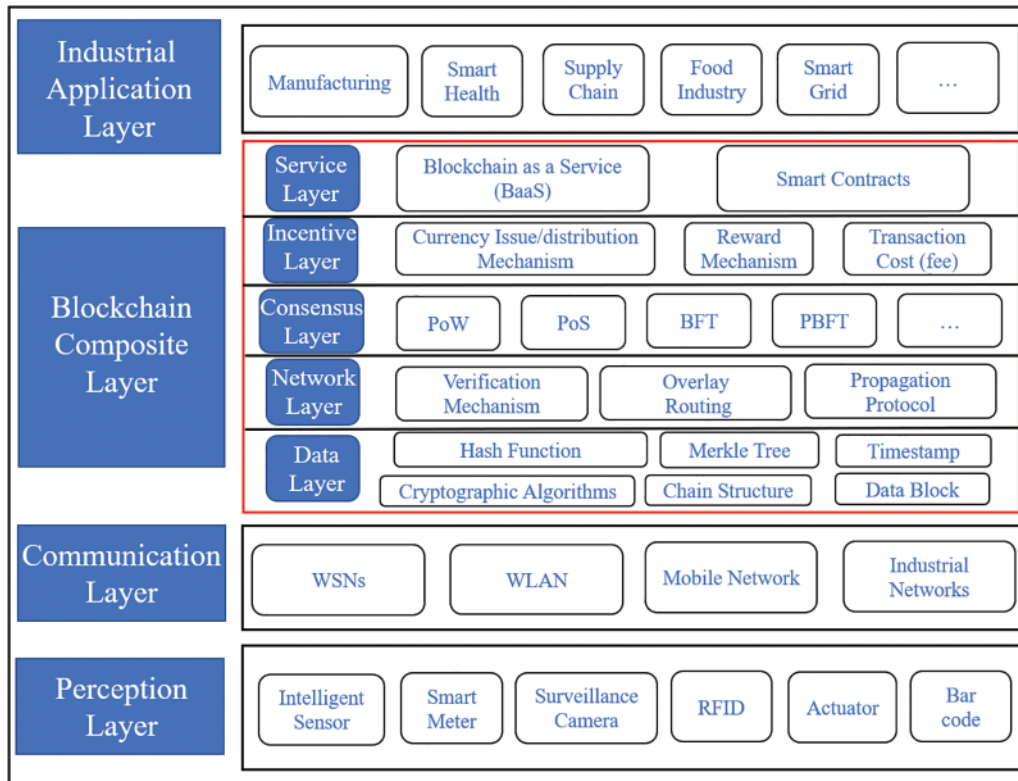 Industrial
Application
Layer
Manufacturing
Smart
Health
Supply
Chain
Food
Industry
Smart
Grid
...
Blockchain
Composite
Layer
Service
Layer
Blockchain as a Service
(BaaS)
Smart Contracts
Incentive
Layer
Currency Issue/distribution
Mechanism
Reward
Mechanism
Transaction
Cost (fee)
Consensus
Layer
PoW
PoS
BFT
PBFT
...
Network
Layer
Verification
Mechanism
Overlay
Routing
Propagation
Protocol
Data
Layer
Hash Function
Merkle Tree
Timestamp
Cryptographic Algorithms
Chain Structure
Data Block
Communication
Layer
WSNs
WLAN
Mobile Network
Industrial
Networks
Perception
Layer
Intelligent
Sensor
Smart
Meter
Surveillance
Camera
RFID
Actuator
Bar
code